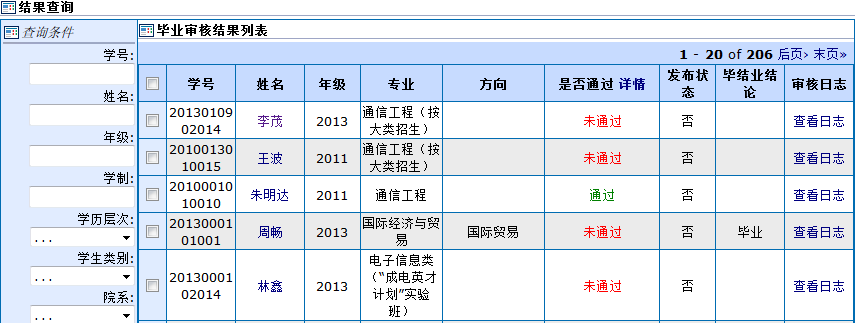 结果查询
查询条件
学号:
姓名:
年级:
学制:
学历层次:
...
学生类别:
...
院系:
...
毕业审核结果列表
1 - 20 of 206 后页› 末页»
学号 姓名 年级 专业 方向 是否通过 详情 发布状态 毕结业结论 审核日志
2013010902014 李茂 2013 通信工程（按大类招生） 未通过 否 查看日志
2010013010015 王波 2011 通信工程（按大类招生） 未通过 否 查看日志
2010001010010 朱明达 2011 通信工程 通过 否 查看日志
2013000101001 周畅 2013 国际经济与贸易 国际贸易 未通过 否 毕业 查看日志
2013000102014 林鑫 2013 电子信息类（“成电英才计划”实验班） 未通过 否 查看日志